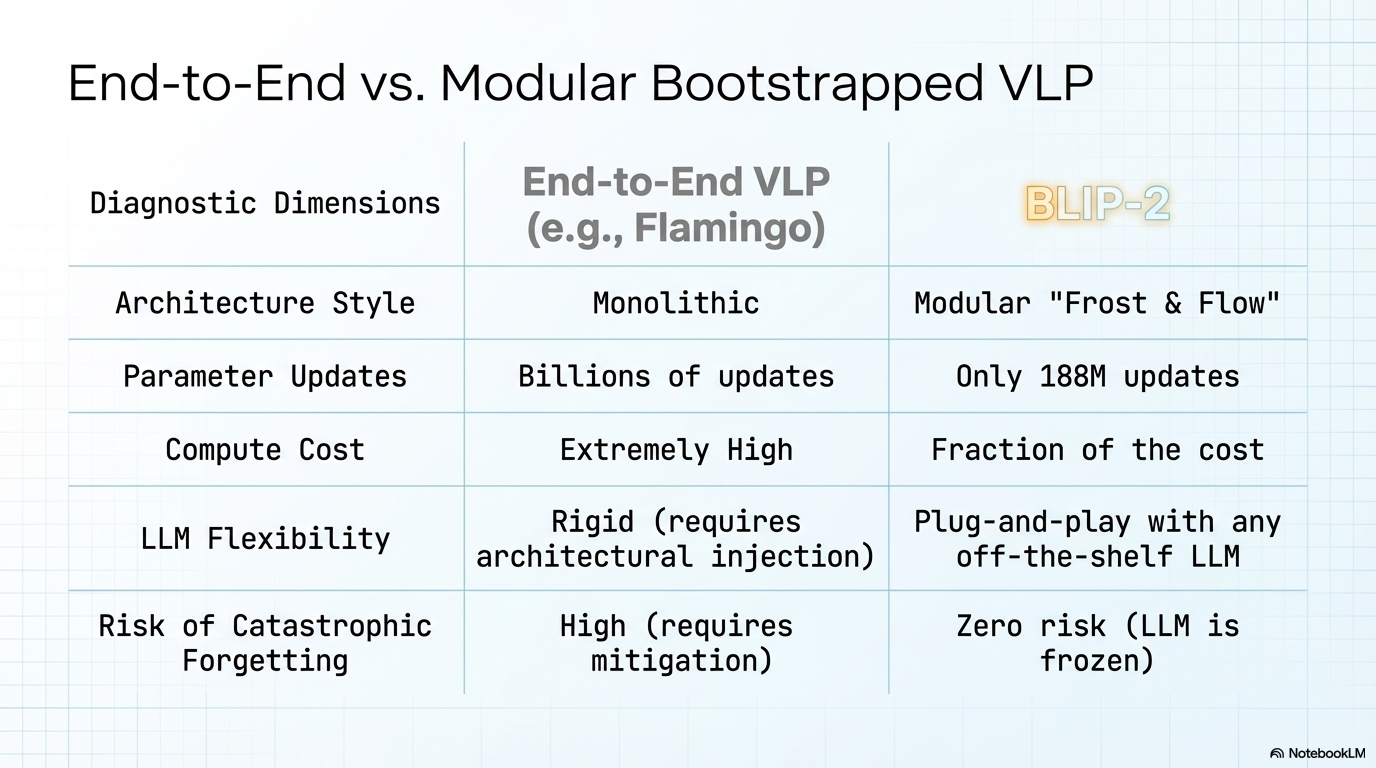 End-to-End vs. Modular Bootstrapped VLP
Diagnostic Dimensions
End-to-End VLP
(e.g., Flamingo)
BLIP-2
Architecture Style
Monolithic
Modular "Frost & Flow"
Parameter Updates
Billions of updates
Only 188M updates
Compute Cost
Extremely High
Fraction of the cost
LLM Flexibility
Rigid (requires
architectural injection)
Plug-and-play with any
off-the-shelf LLM
Risk of Catastrophic
Forgetting
High (requires
mitigation)
Zero risk (LLM is
frozen)
NotebookLM